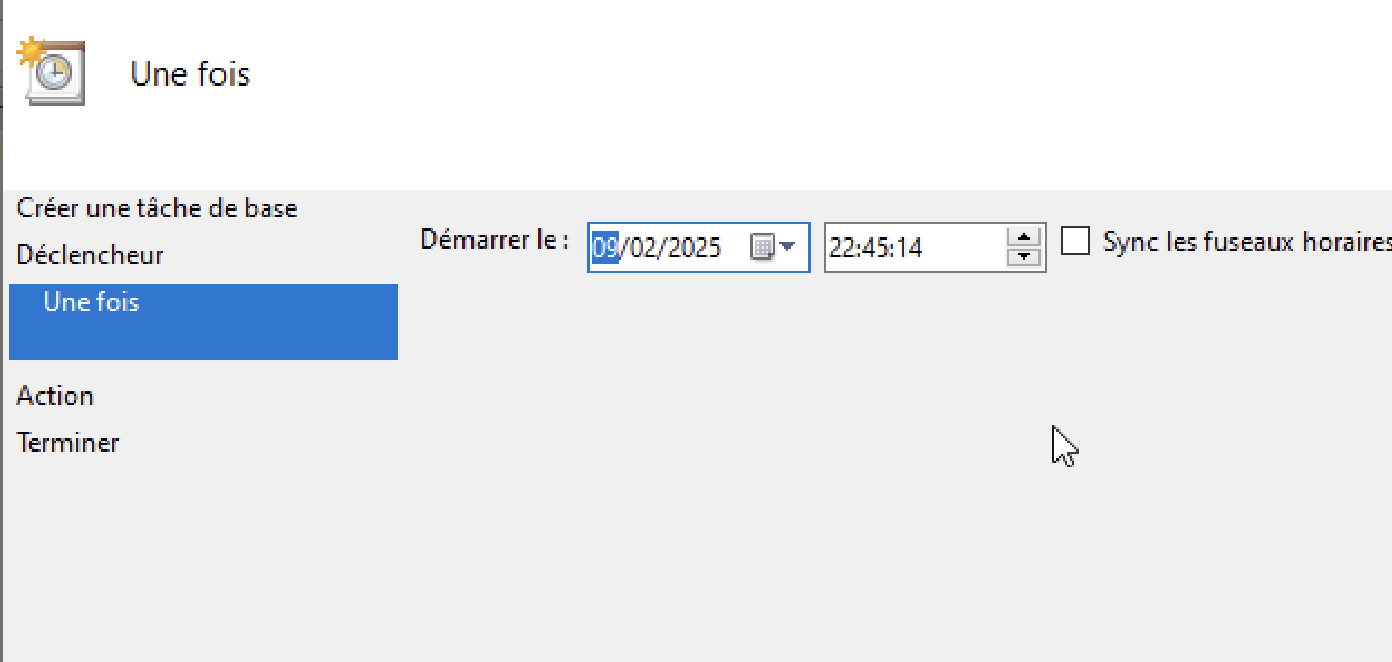 Une fois
Créer une tâche de base
Déclencheur
Une fois
Action
Terminer
Démarrer le : 09/02/2025 22:45:14 Sync les fuseaux horaires